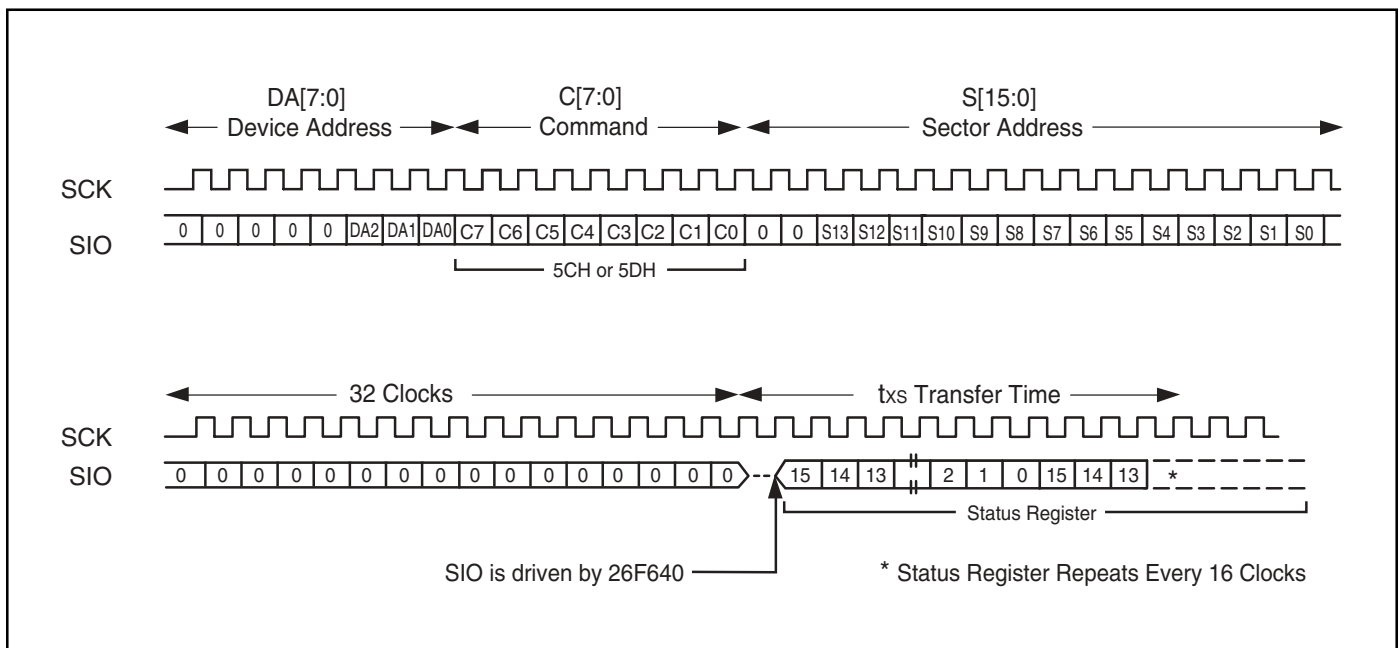 DA[7:0] C[7:0] S[15:0]
Device Address Command Sector Address
SCK
0 0 0 0 0 DA2 DA1 DA0 C7 C6 C5 C4 C3 C2 C1 C0 0 0 S13 S12 S11 S10 S9 S8 S7 S6 S5 S4 S3 S2 S1 S0
SIO
5CH or 5DH
32 Clocks txs Transfer Time
SCK
SIO 0 0 0 0 0 0 0 0 0 0 0 0 0 0 0 15 14 13 2 1 0 15 14 13 *
Status Register
SIO is driven by 26F640 * Status Register Repeats Every 16 Clocks